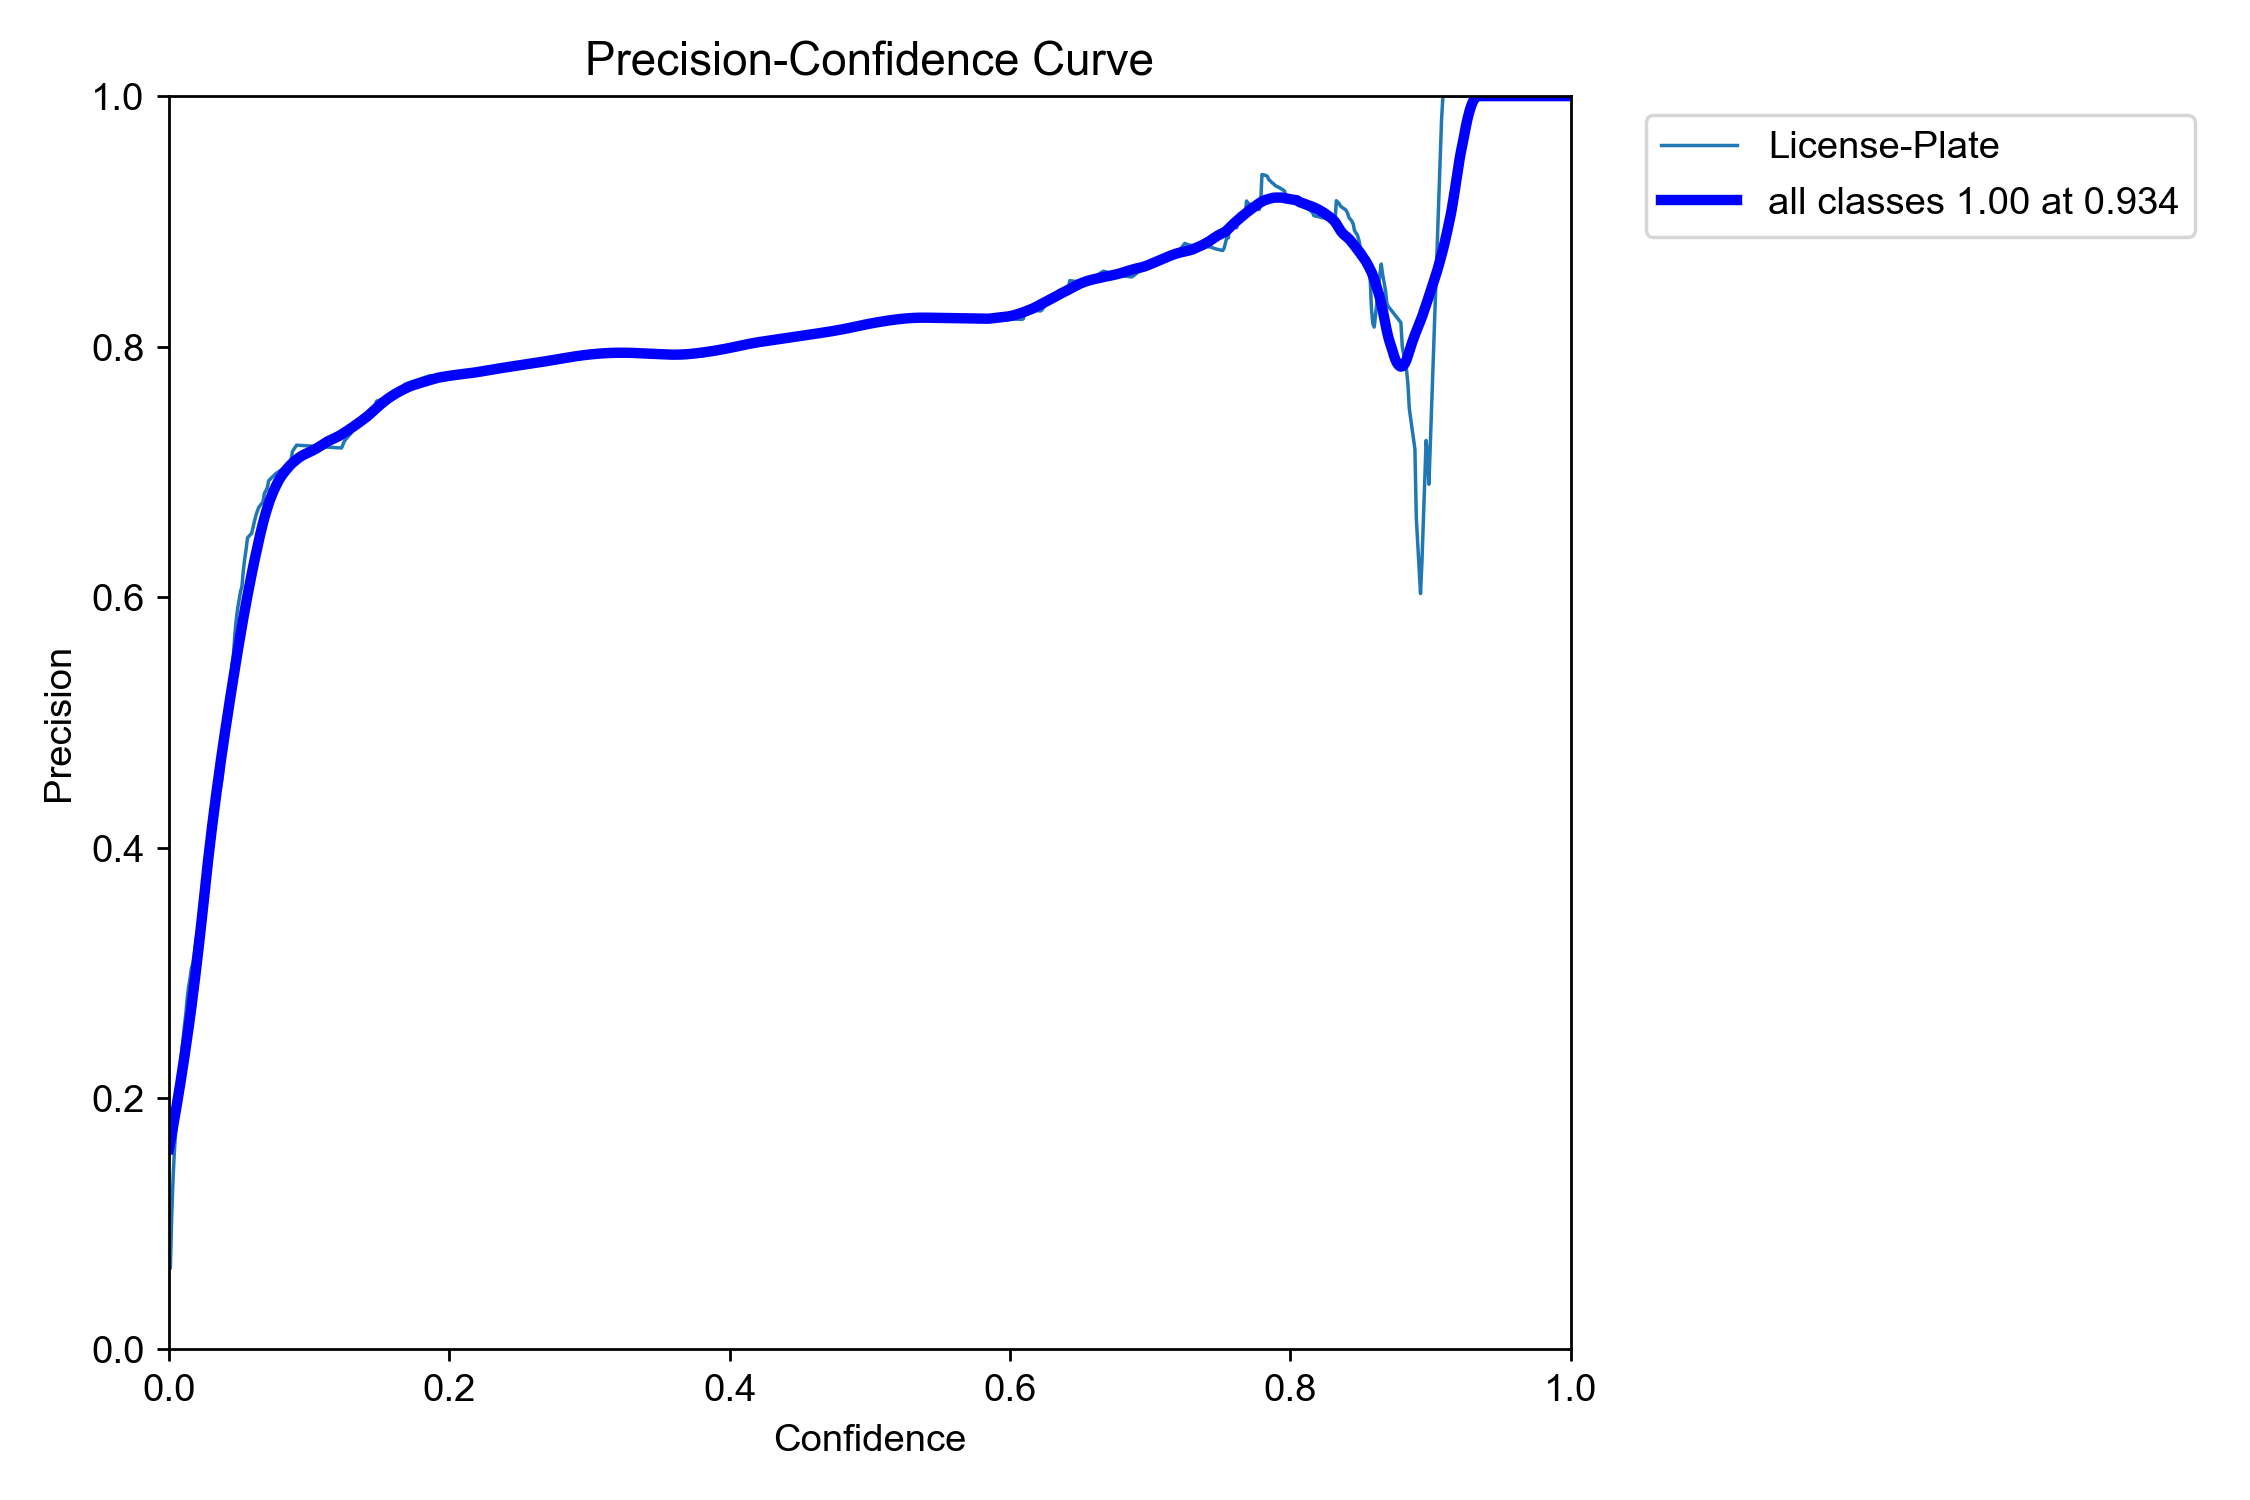 Precision-Confidence Curve
License-Plate
all classes 1.00 at 0.934
1.0
0.8
0.6
0.4
0.2
0.0
Precision
0.0 0.2 0.4 0.6 0.8 1.0
Confidence